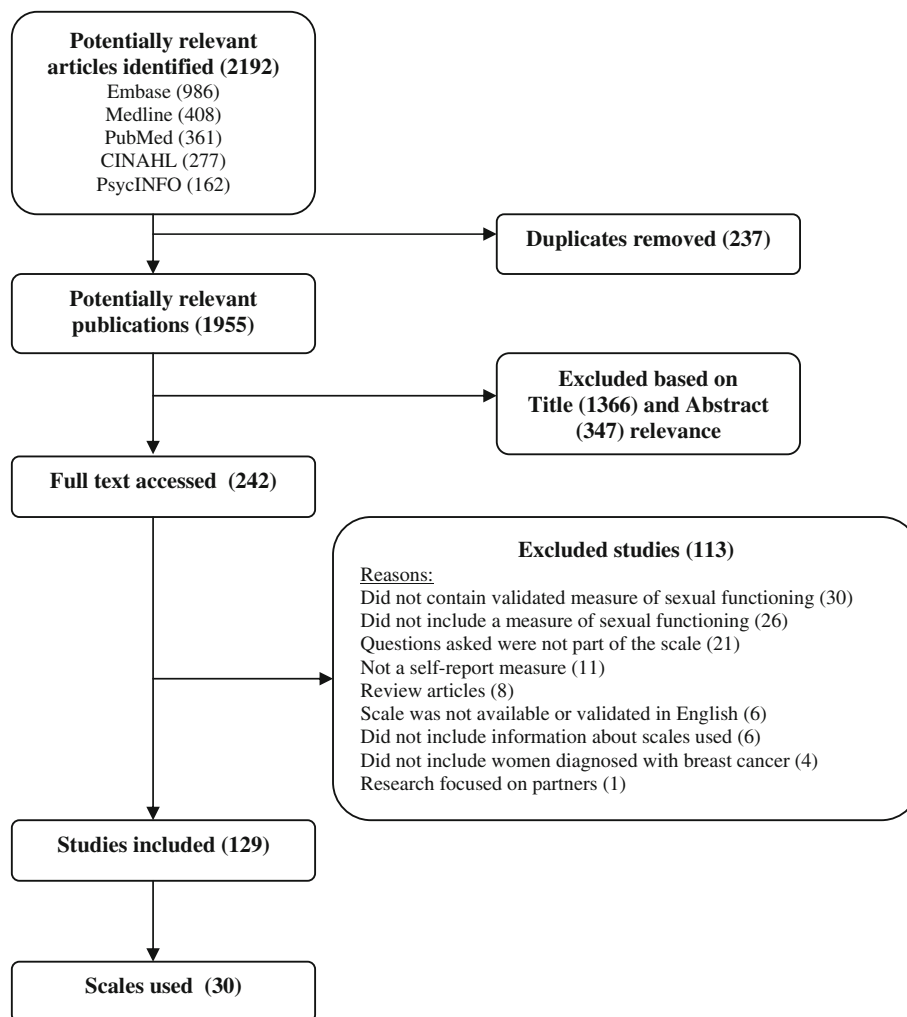 Potentially relevant
articles identified (2192)
Embase (986)
Medline (408)
PubMed (361)
CINAHL (277)
PsycINFO (162)
Duplicates removed (237)
Potentially relevant
publications (1955)
Excluded based on
Title (1366) and Abstract
(347) relevance
Full text accessed (242)
Excluded studies (113)
Reasons:
Did not contain validated measure of sexual functioning (30)
Did not include a measure of sexual functioning (26)
Questions asked were not part of the scale (21)
Not a self-report measure (11)
Review articles (8)
Scale was not available or validated in English (6)
Did not include information about scales used (6)
Did not include women diagnosed with breast cancer (4)
Research focused on partners (1)
Studies included (129)
Scales used (30)